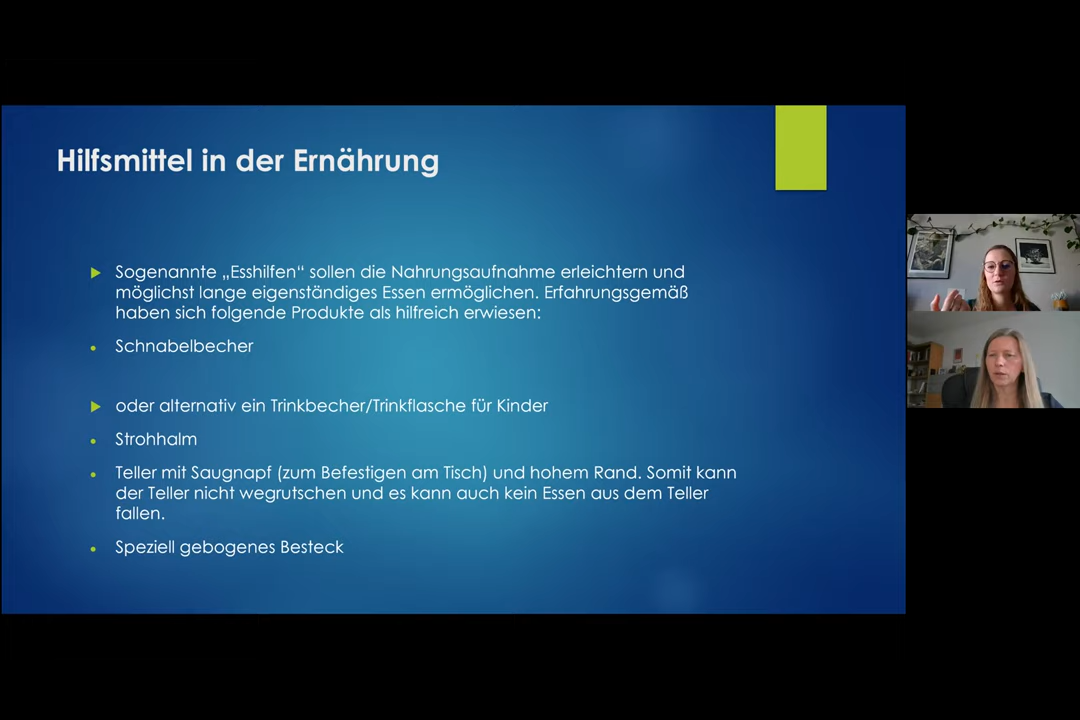 Hilfsmittel in der Ernährung
Sogenannte „Esshilfen“ sollen die Nahrungsaufnahme erleichtern und
möglichst lange eigenständiges Essen ermöglichen. Erfahrungsgemäß
haben sich folgende Produkte als hilfreich erwiesen:
Schnabelbecher
oder alternativ ein Trinkbecher/Trinkflasche für Kinder
Strohhalm
Teller mit Saugnapf (zum Befestigen am Tisch) und hohem Rand. Somit kann
der Teller nicht wegrutschen und es kann auch kein Essen aus dem Teller
fallen.
Speziell gebogenes Besteck